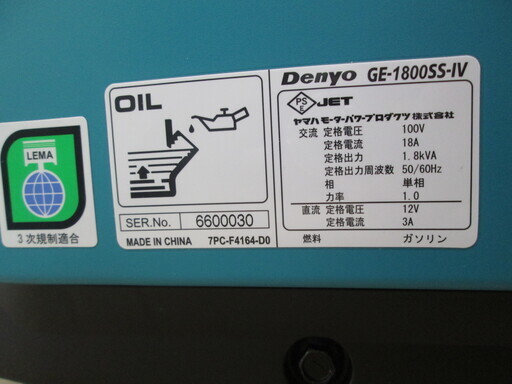 LEMA
3次規制適合
OIL
SER.No. 6600030
MADE IN CHINA 7PC-F4164-D0
Denyo GE-1800SS-IV
PS E JET
ヤマハモーターパワープロダクツ株式会社
交流 定格電圧 100V
定格電流 18A
定格出力 1.8kVA
定格出力周波数 50/60Hz
相 単相
力率 1.0
直流 定格電圧 12V
定格電流 3A
燃料 ガソリン